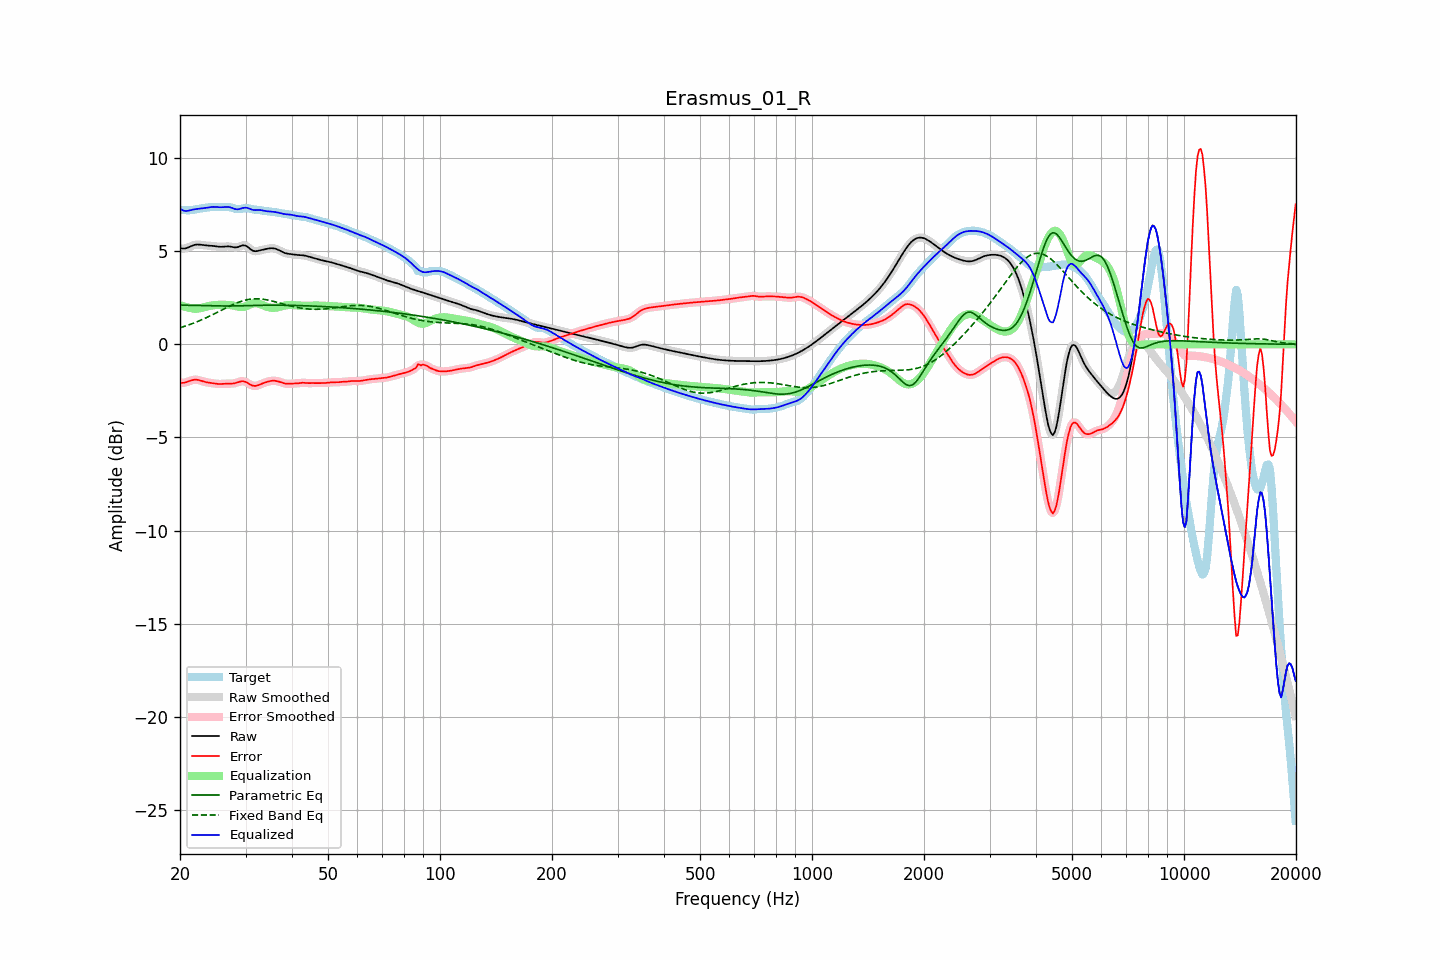 Erasmus_01_R
Amplitude (dBr)
10
5
0
−5
−10
−15
−20
−25
Target
Raw Smoothed
Error Smoothed
Raw
Error
Equalization
Parametric Eq
Fixed Band Eq
Equalized
20 50 100 200 500 1000 2000 5000 10000 20000
Frequency (Hz)